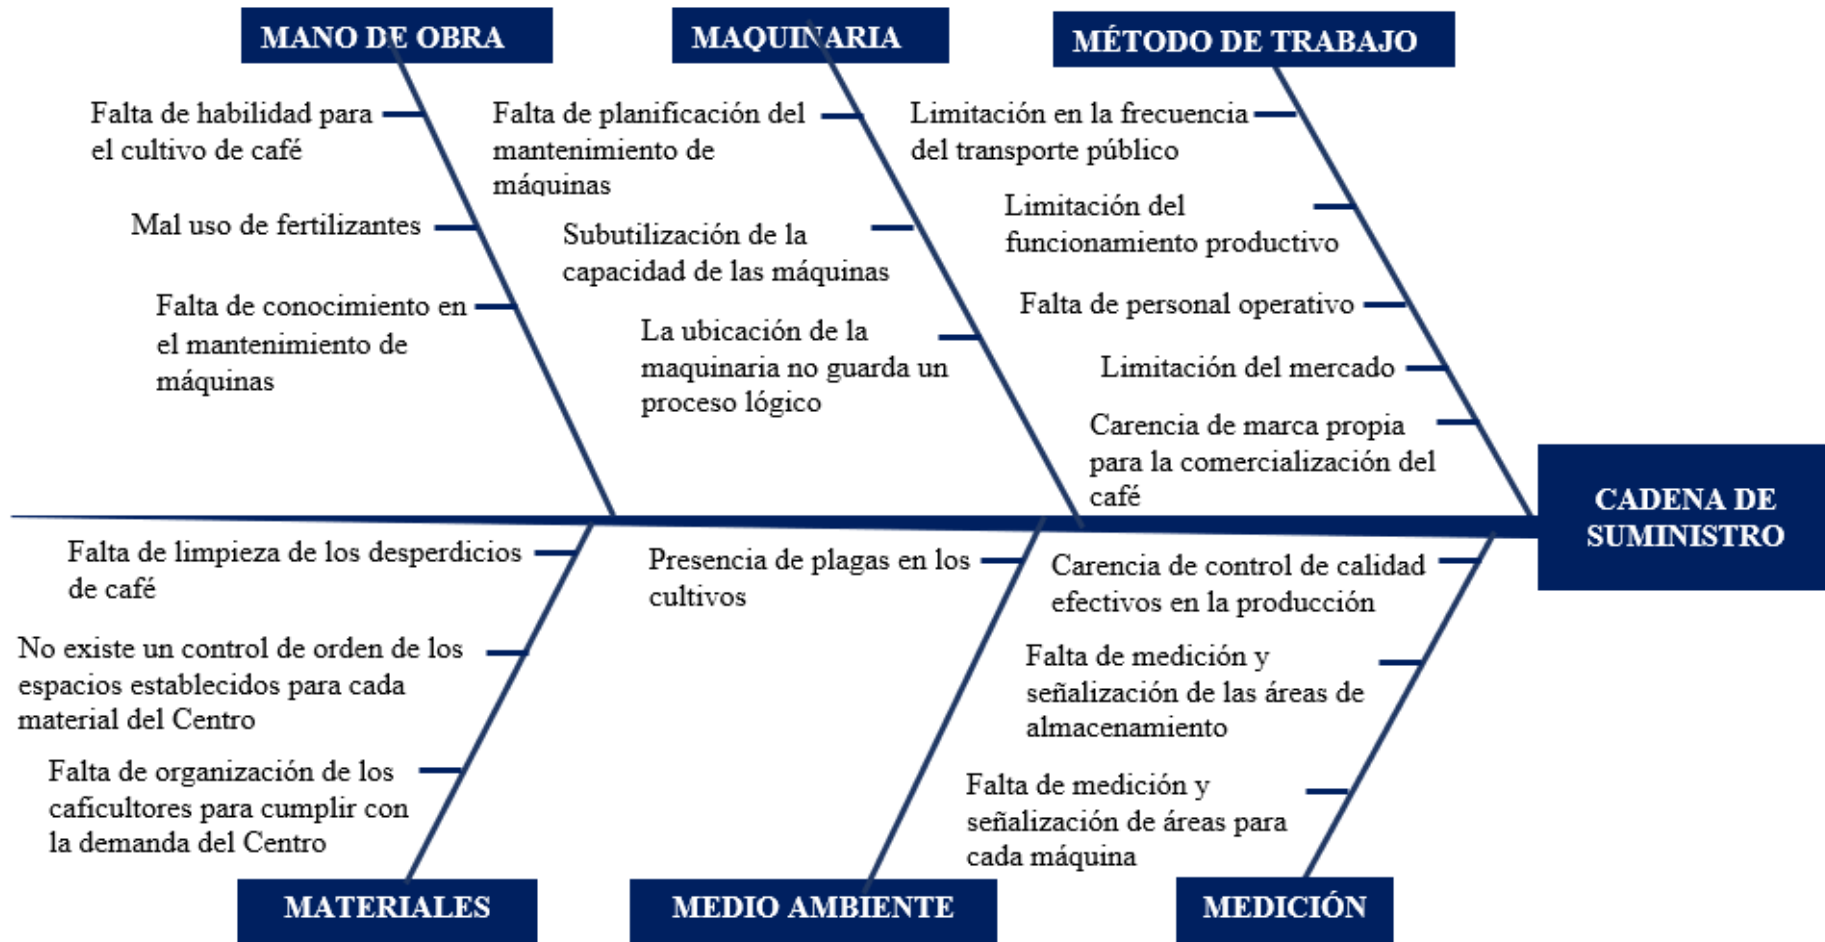 MANO DE OBRA
Falta de habilidad para
el cultivo de café
Mal uso de fertilizantes
Falta de conocimiento en
el mantenimiento de
máquinas
MAQUINARIA
Falta de planificación del
mantenimiento de
máquinas
Subutilización de la
capacidad de las máquinas
La ubicación de la
maquinaria no guarda un
proceso lógico
MÉTODO DE TRABAJO
Limitación en la frecuencia
del transporte público
Limitación del
funcionamiento productivo
Falta de personal operativo
Limitación del mercado
Carencia de marca propia
para la comercialización del
café
CADENA DE
SUMINISTRO
Falta de limpieza de los desperdicios
de café
No existe un control de orden de los
espacios establecidos para cada
material del Centro
Falta de organización de los
caficultores para cumplir con
la demanda del Centro
MATERIALES
Presencia de plagas en los
cultivos
MEDIO AMBIENTE
Carencia de control de calidad
efectivos en la producción
Falta de medición y
señalización de las áreas de
almacenamiento
Falta de medición y
señalización de áreas para
cada máquina
MEDICIÓN